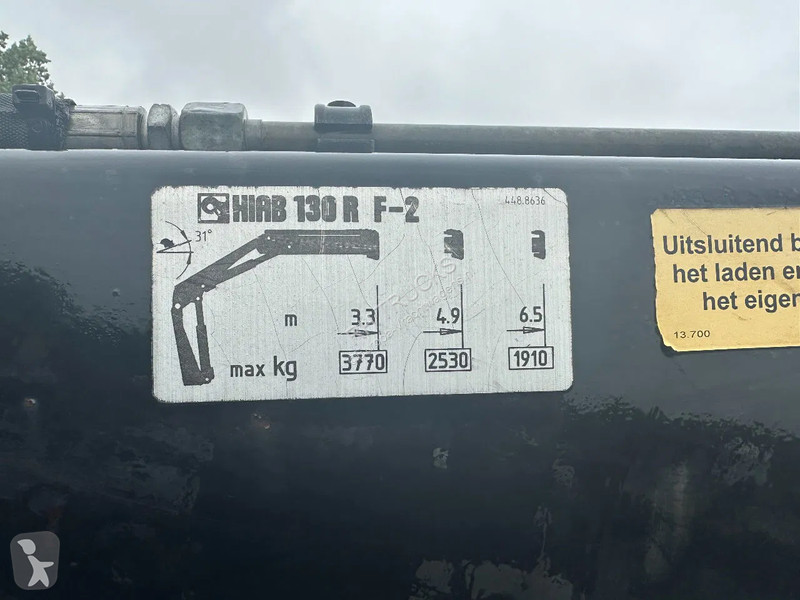 HIAB 130 R F-2
448.8636
31°
m 3.3 4.9 6.5
max kg 3770 2530 1910
Uitsluitend b
het laden en
het eigen
13.700